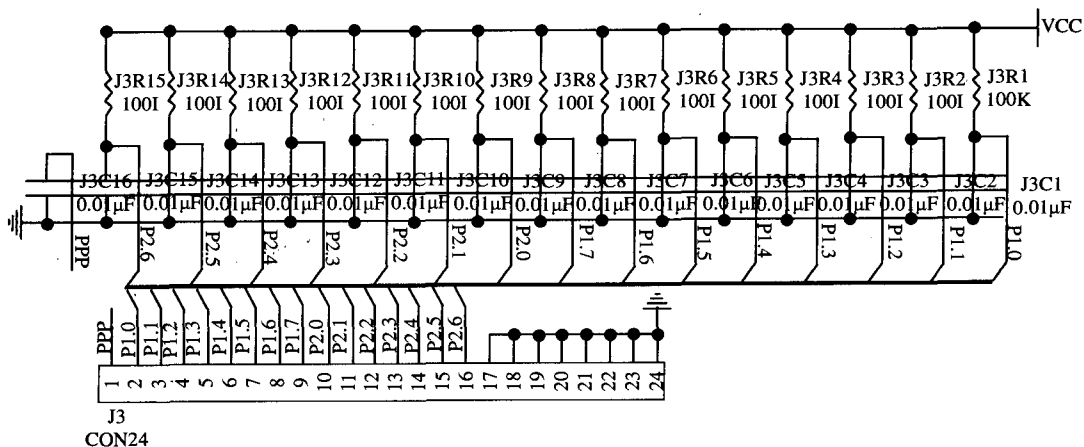 VCC
J3R15 J3R14 J3R13 J3R12 J3R11 J3R10 J3R9 J3R8 J3R7 J3R6 J3R5 J3R4 J3R3 J3R2 J3R1
100I 100I 100I 100I 100I 100I 100I 100I 100I 100I 100I 100I 100I 100I 100K
J3C16 J3C15 J3C14 J3C13 J3C12 J3C11 J3C10 J3C9 J3C8 J3C7 J3C6 J3C5 J3C4 J3C3 J3C2 J3C1
0.01μF 0.01μF 0.01μF 0.01μF 0.01μF 0.01μF 0.01μF 0.01μF 0.01μF 0.01μF 0.01μF 0.01μF 0.01μF 0.01μF 0.01μF 0.01μF
PPP P2.6 P2.5 P2.4 P2.3 P2.2 P2.1 P2.0 P1.7 P1.6 P1.5 P1.4 P1.3 P1.2 P1.1 P1.0
PPP P1.0 P1.1 P1.2 P1.3 P1.4 P1.5 P1.6 P1.7 P2.0 P2.1 P2.2 P2.3 P2.4 P2.5 P2.6
1 2 3 4 5 6 7 8 9 10 11 12 13 14 15 16 17 18 19 20 21 22 23 24
J3
CON24